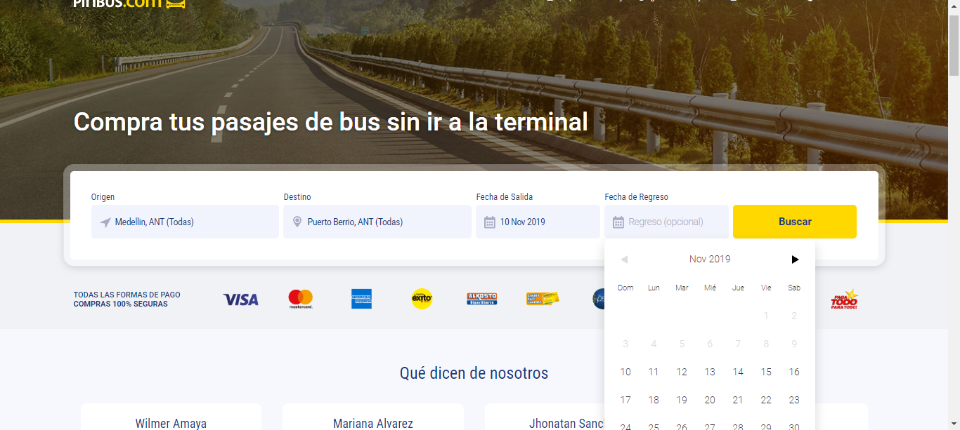 PinBus.com
Compra tus pasajes de bus sin ir a la terminal
Origen
Destino
Fecha de Salida
Fecha de Regreso
Medellin, ANT (Todas)
Puerto Berrio, ANT (Todas)
10 Nov 2019
Regreso (opcional)
Buscar
Nov 2019
Dom Lun Mar Mié Jue Vie Sab
1 2
3 4 5 6 7 8 9
10 11 12 13 14 15 16
17 18 19 20 21 22 23
24 25 26 27 28 29 30
TODAS LAS FORMAS DE PAGO
COMPRAS 100% SEGURAS
VISA
mastercard
éxito
ALKOSTO
PAGA
TODO
PARA TODO!
Qué dicen de nosotros
Wilmer Amaya
Mariana Alvarez
Jhonatan Sanc